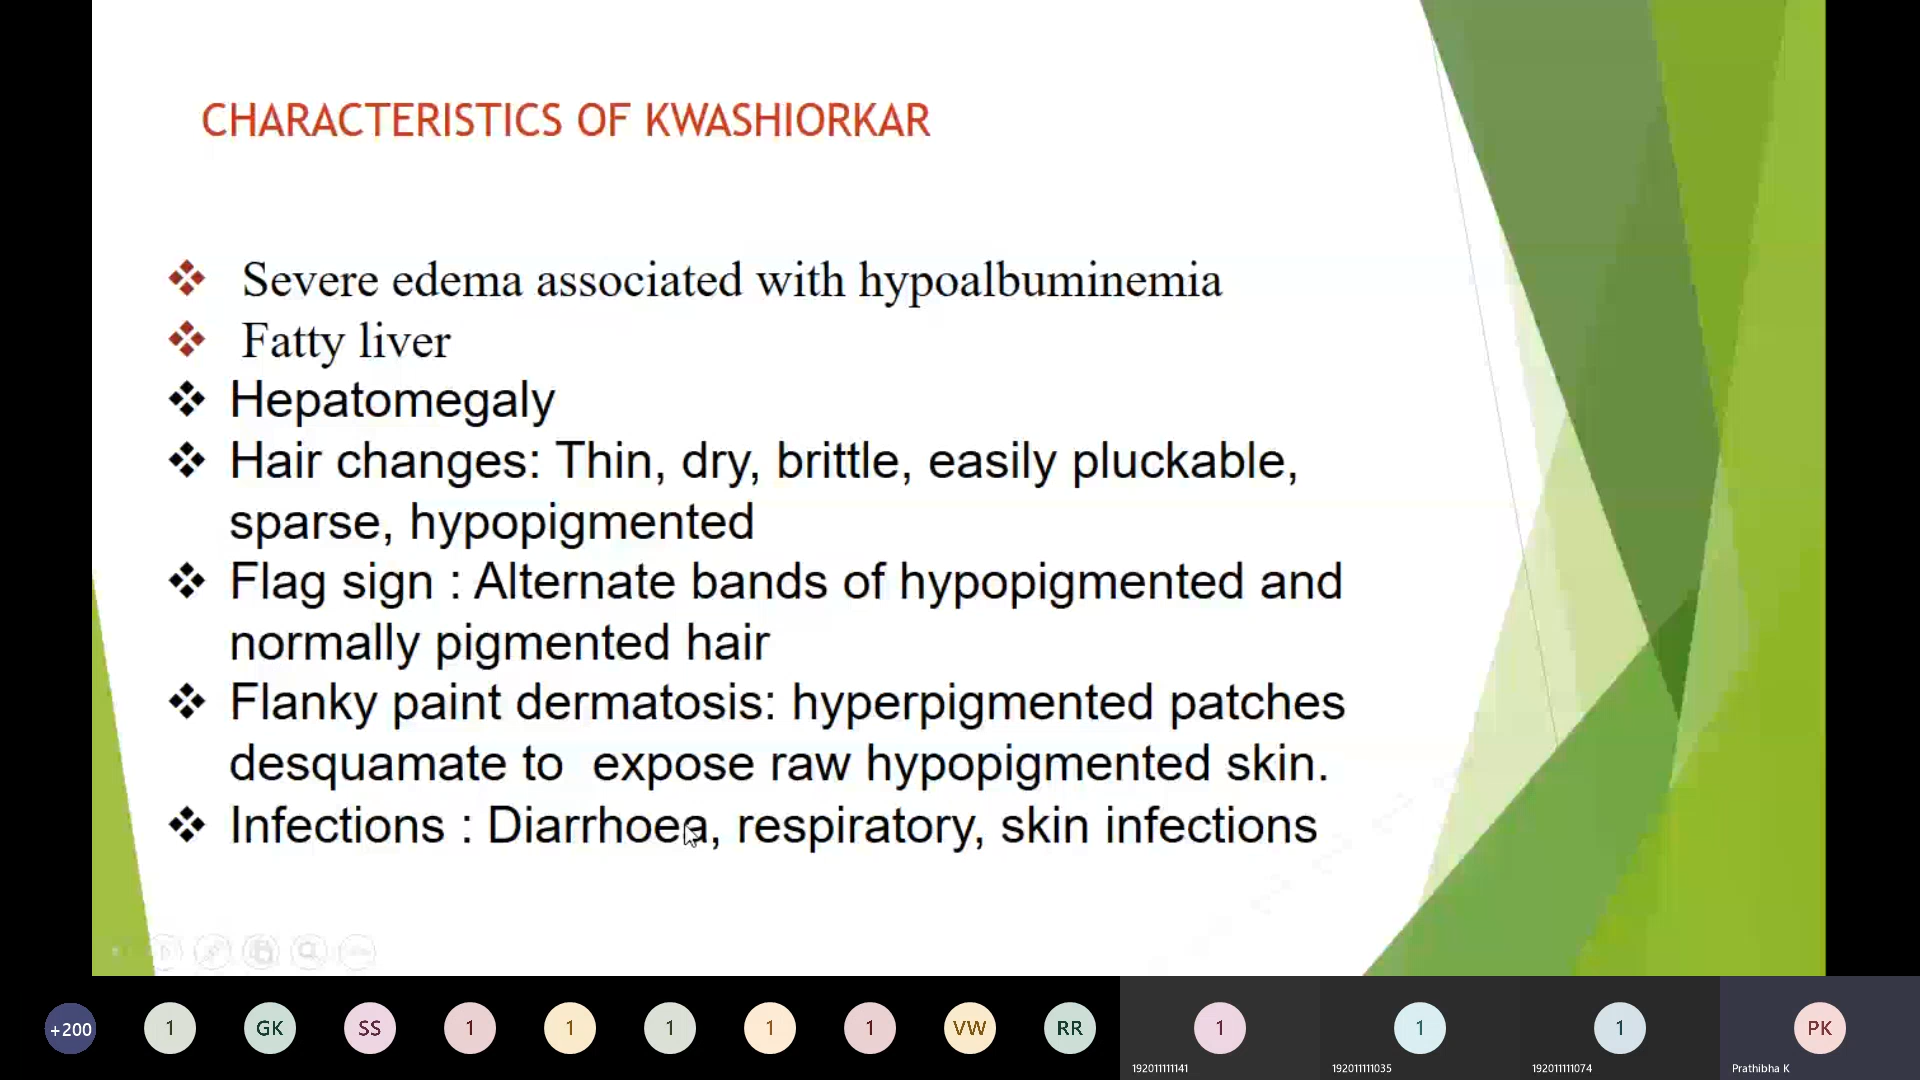 CHARACTERISTICS OF KWASHIORKAR
Severe edema associated with hypoalbuminemia
Fatty liver
Hepatomegaly
Hair changes: Thin, dry, brittle, easily pluckable,
sparse, hypopigmented
Flag sign : Alternate bands of hypopigmented and
normally pigmented hair
Flanky paint dermatosis: hyperpigmented patches
desquamate to expose raw hypopigmented skin.
Infections : Diarrhoea, respiratory, skin infections
+200 1 GK SS 1 1 1 1 1 VW RR 1 1 1 PK
192011111141 192011111035 192011111074 Prathibha K